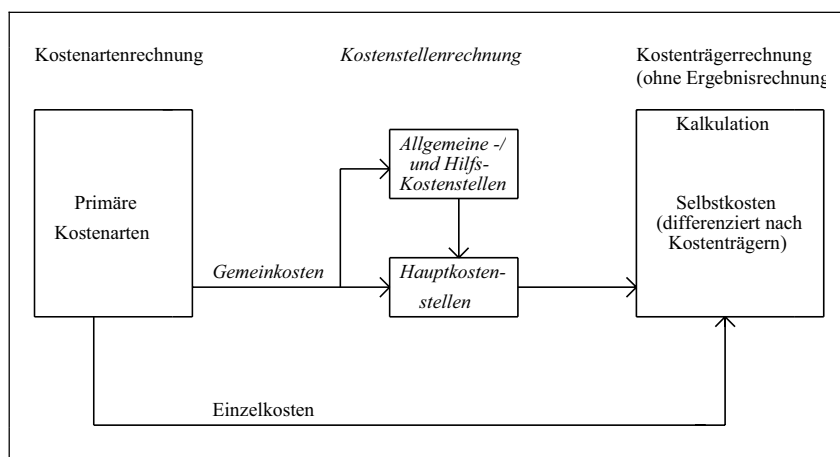 Kostenartenrechnung
Kostenstellenrechnung
Kostenträgerrechnung
(ohne Ergebnisrechnung
Primäre
Kostenarten
Gemeinkosten
Allgemeine -/
und Hilfs-
Kostenstellen
Hauptkosten-
stellen
Kalkulation
Selbstkosten
(differenziert nach
Kostenträgern)
Einzelkosten